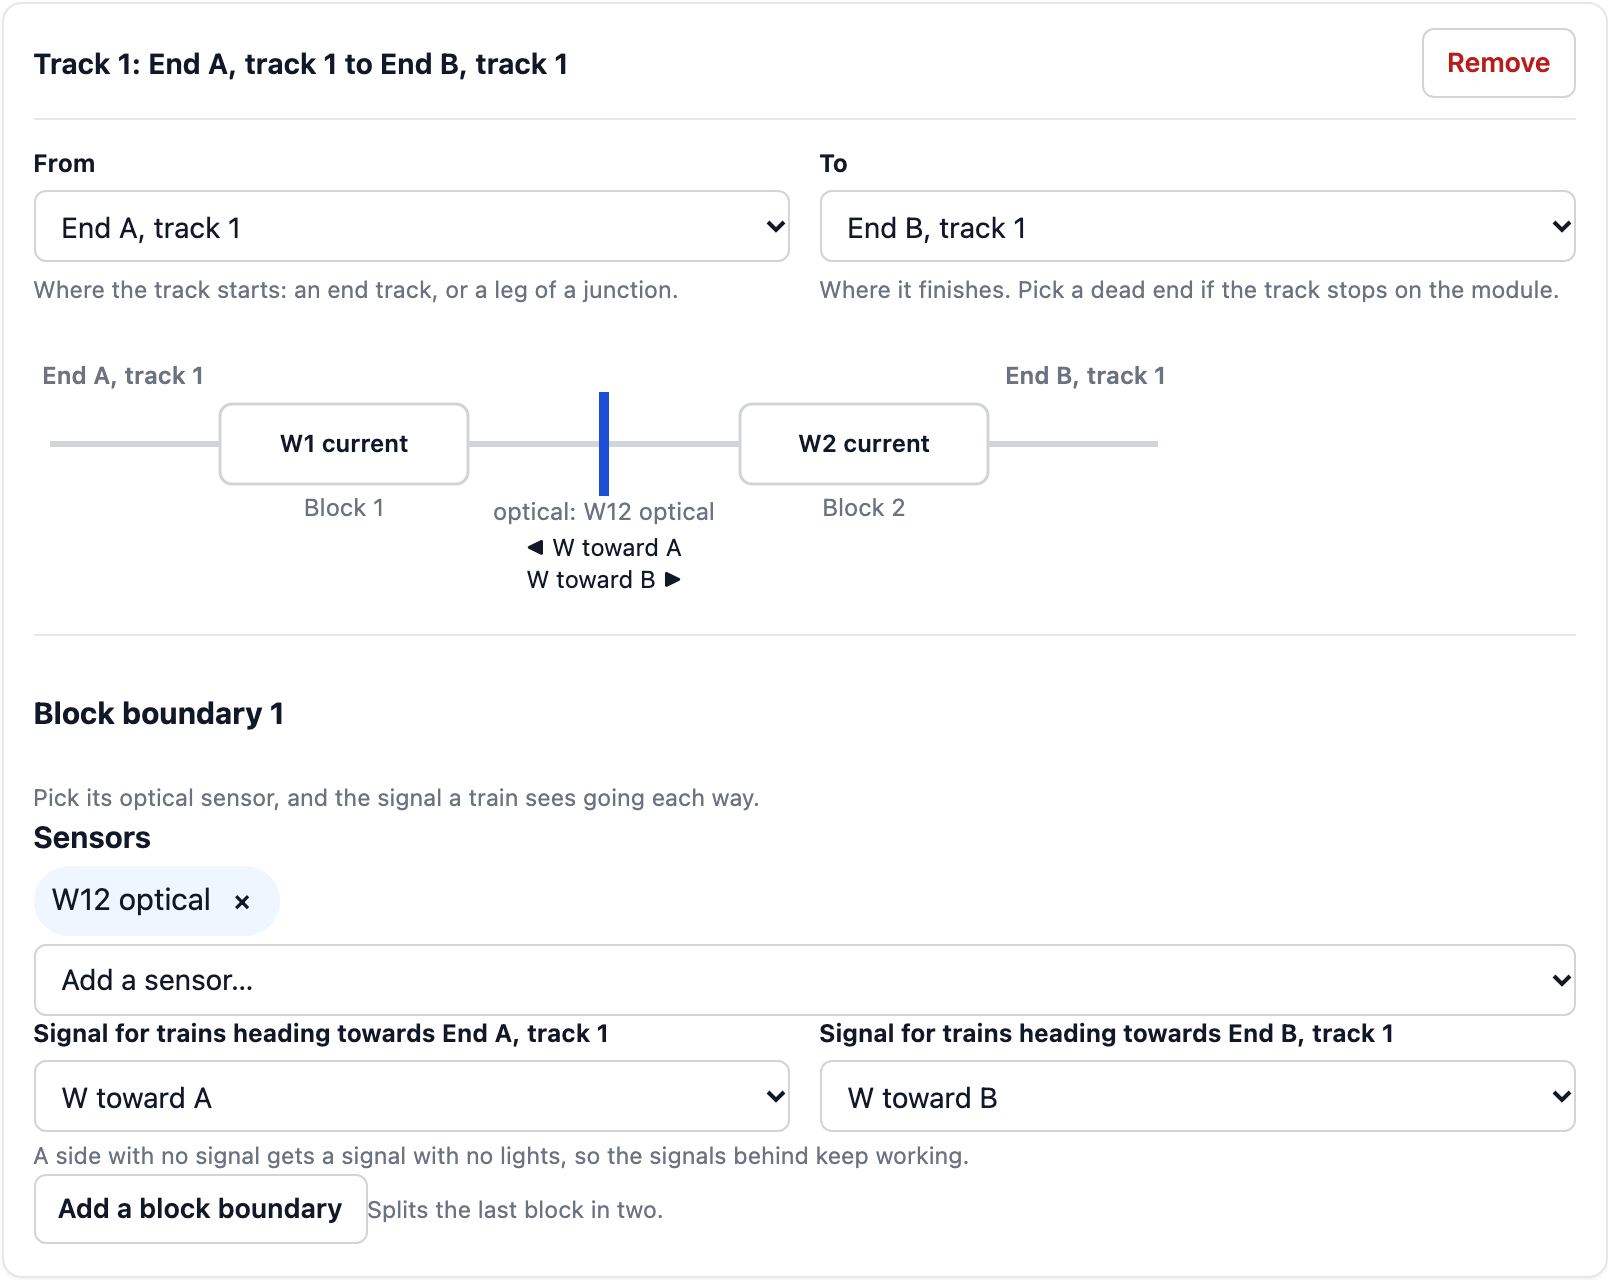 Track 1: End A, track 1 to End B, track 1
Remove
From
To
End A, track 1
End B, track 1
Where the track starts: an end track, or a leg of a junction.
Where it finishes. Pick a dead end if the track stops on the module.
End A, track 1
End B, track 1
W1 current
W2 current
Block 1
optical: W12 optical
Block 2
◀ W toward A
W toward B ▶
Block boundary 1
Pick its optical sensor, and the signal a train sees going each way.
Sensors
W12 optical ×
Add a sensor...
Signal for trains heading towards End A, track 1
Signal for trains heading towards End B, track 1
W toward A
W toward B
A side with no signal gets a signal with no lights, so the signals behind keep working.
Add a block boundary
Splits the last block in two.